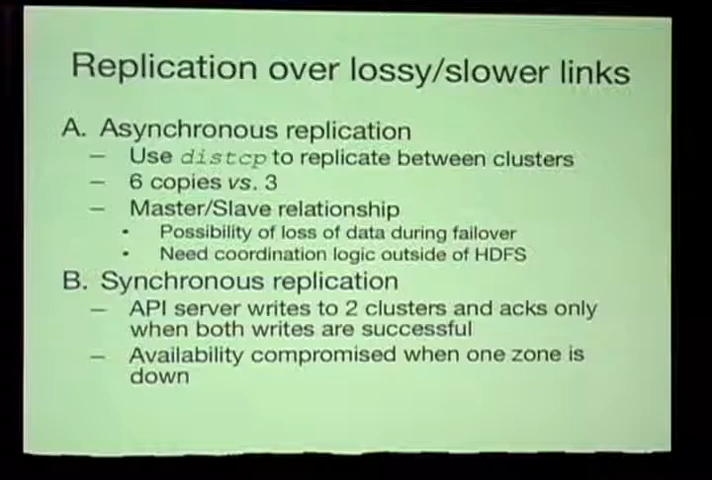 Replication over lossy/slower links
A. Asynchronous replication
– Use distcp to replicate between clusters
– 6 copies vs. 3
– Master/Slave relationship
• Possibility of loss of data during failover
• Need coordination logic outside of HDFS
B. Synchronous replication
– API server writes to 2 clusters and acks only
when both writes are successful
– Availability compromised when one zone is
down